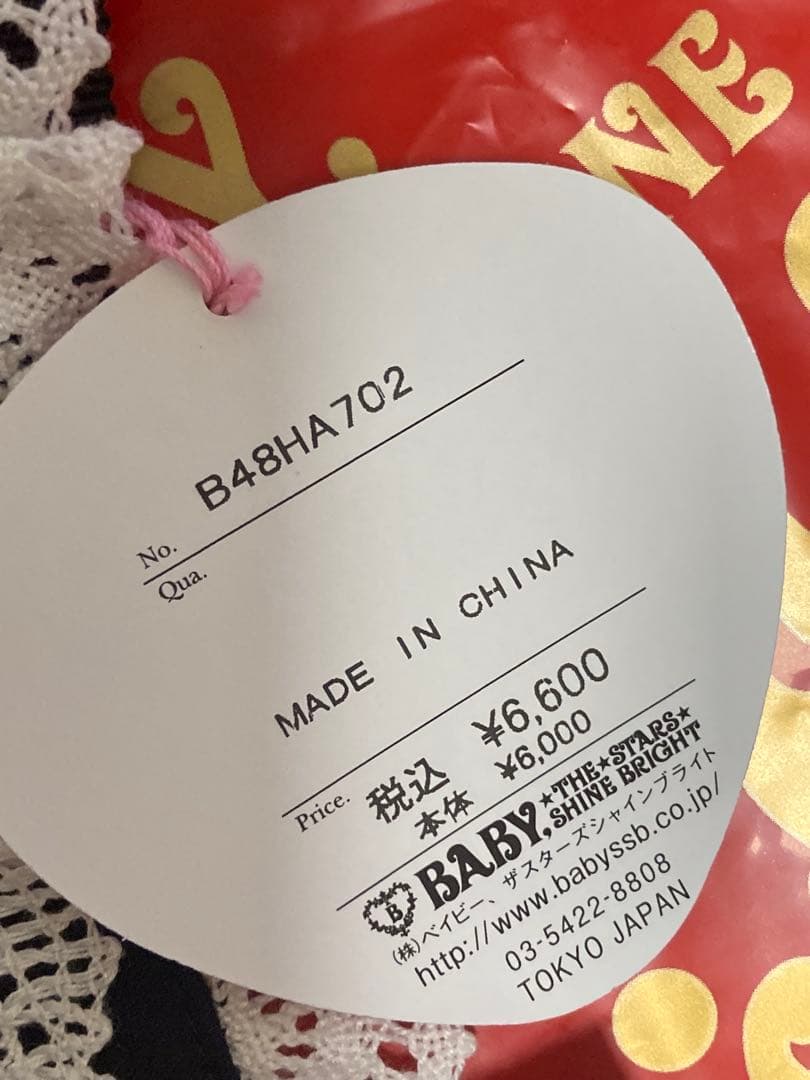 NE
No. B48HA702
Qua.
MADE IN CHINA
Price. 税込 ¥6,600
本体 ¥6,000
B BABY, ★THE★STARS★
SHINE BRIGHT
(株)ベイビー、ザスターズシャインブライト
http://www.babyssb.co.jp/
03-5422-8808
TOKYO JAPAN